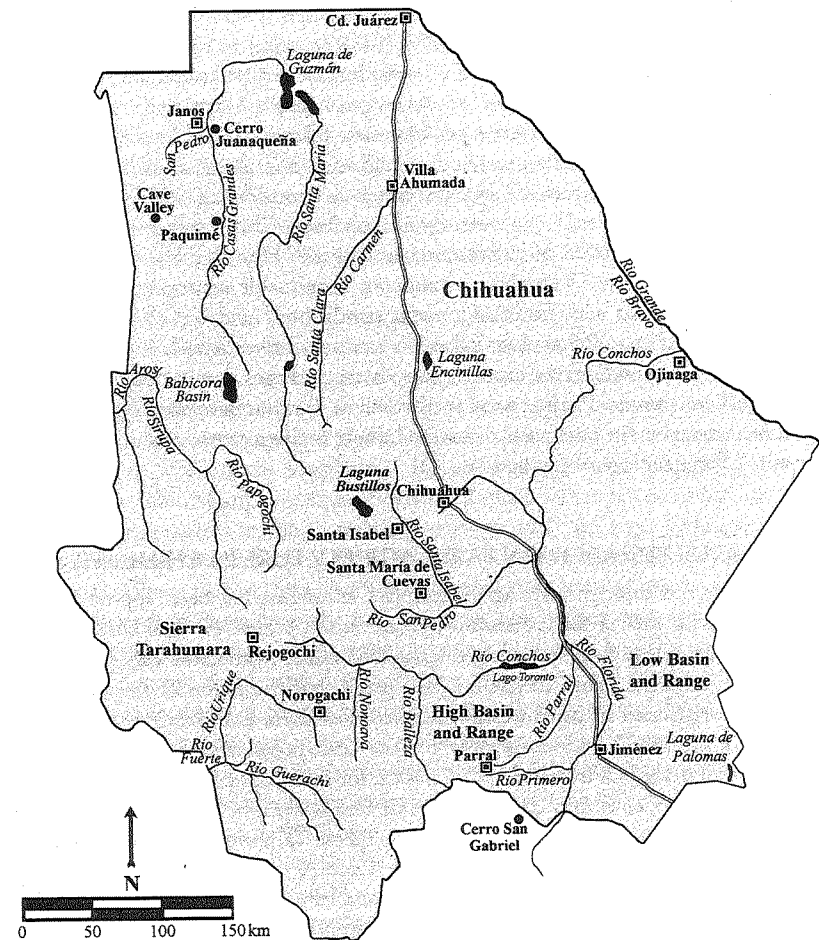 Cd. Juárez
Laguna de
Guzmán
Janos
San Pedro
Cerro
Juanaqueña
Cave
Valley
Paquimé
Río Casas Grandes
Río Santa María
Villa
Ahumada
Río Carmen
Río Santa Clara
Chihuahua
Río Grande
Río Bravo
Río Conchos
Ojinaga
Laguna
Encinillas
Río Aros
Babicora
Basin
Río Sirupa
Río Papagochi
Laguna
Bustillos
Chihuahua
Santa Isabel
Río Santa Isabel
Santa María de
Cuevas
Río San Pedro
Sierra
Tarahumara
Rejogochi
Río Conchos
Lago Toronto
Río Florida
Low Basin
and Range
Río Urique
Norogachi
Río Nonoava
Río Balleza
High Basin
and Range
Río Parral
Laguna de
Palomas
Jiménez
Río
Fuerte
Río Guerachi
Parral
Río Primero
Cerro San
Gabriel
N
0 50 100 150 km